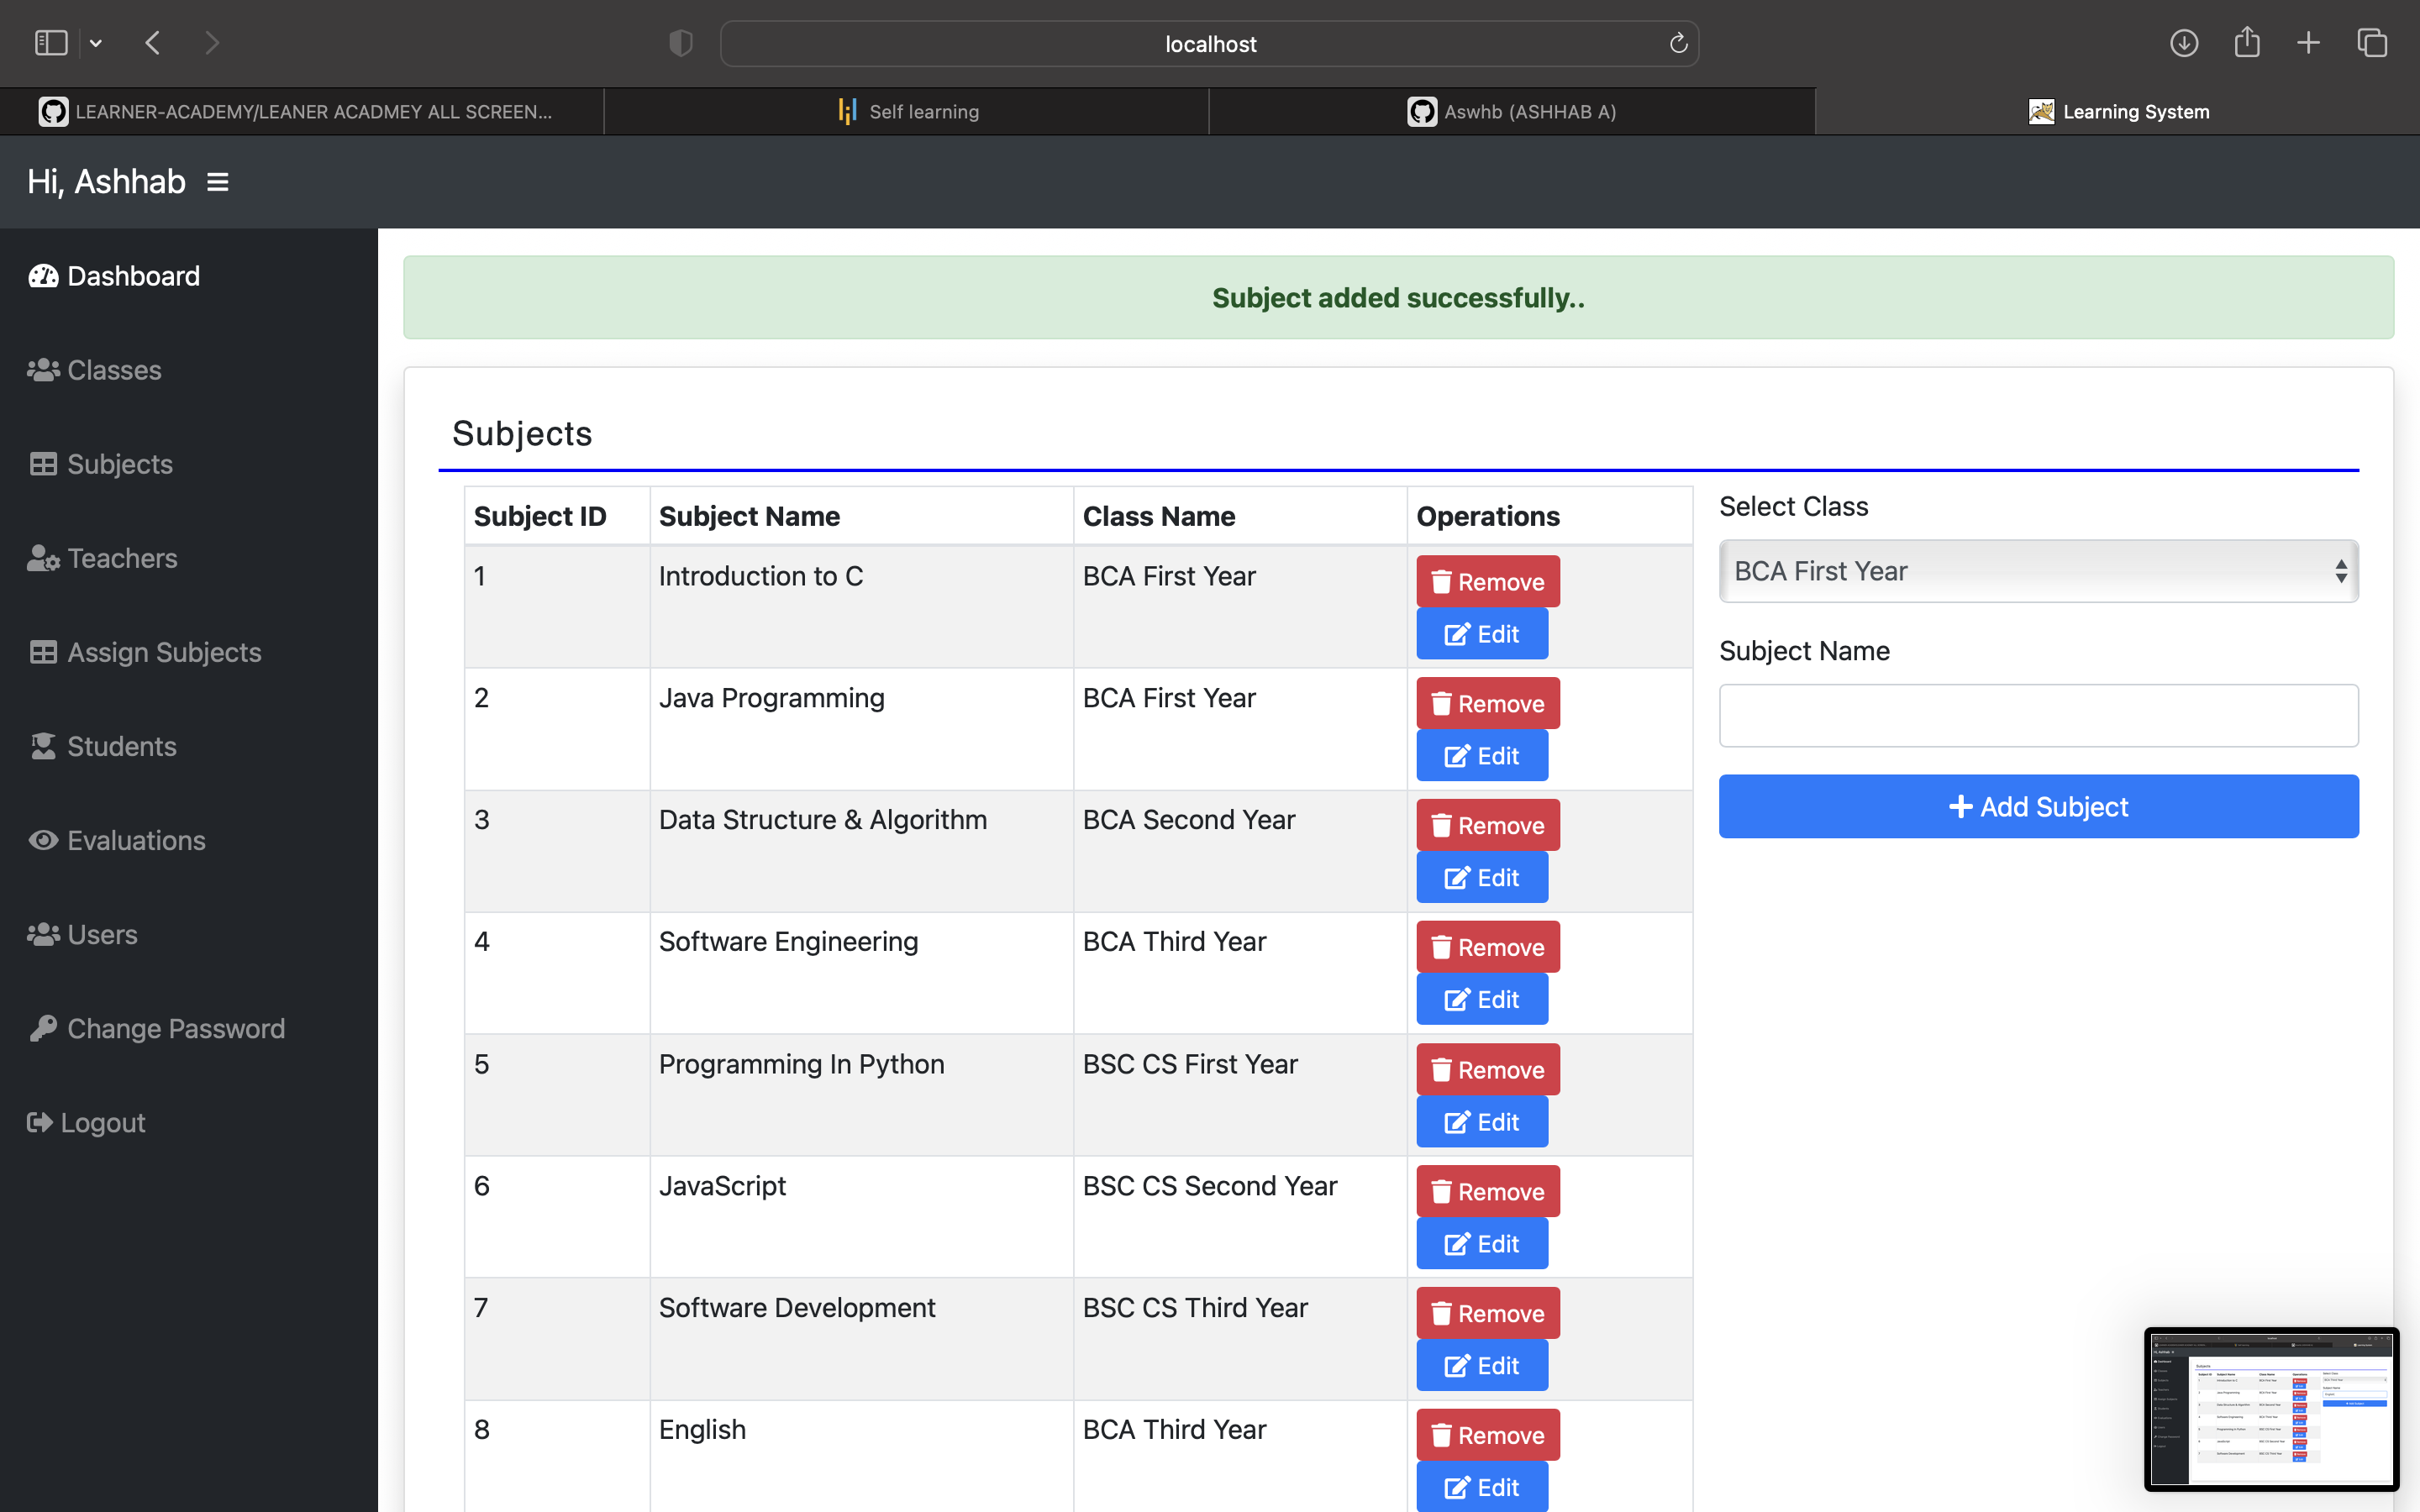 localhost
LEARNER-ACADEMY/LEANER ACADMEY ALL SCREEN...
Self learning
Aswhb (ASHHAB A)
Learning System
Hi, Ashhab
Dashboard
Classes
Subjects
Teachers
Assign Subjects
Students
Evaluations
Users
Change Password
Logout
Subject added successfully..
Subjects
Subject ID Subject Name Class Name Operations
1 Introduction to C BCA First Year Remove
Edit
2 Java Programming BCA First Year Remove
Edit
3 Data Structure & Algorithm BCA Second Year Remove
Edit
4 Software Engineering BCA Third Year Remove
Edit
5 Programming In Python BSC CS First Year Remove
Edit
6 JavaScript BSC CS Second Year Remove
Edit
7 Software Development BSC CS Third Year Remove
Edit
8 English BCA Third Year Remove
Edit
Select Class
BCA First Year
Subject Name
Add Subject